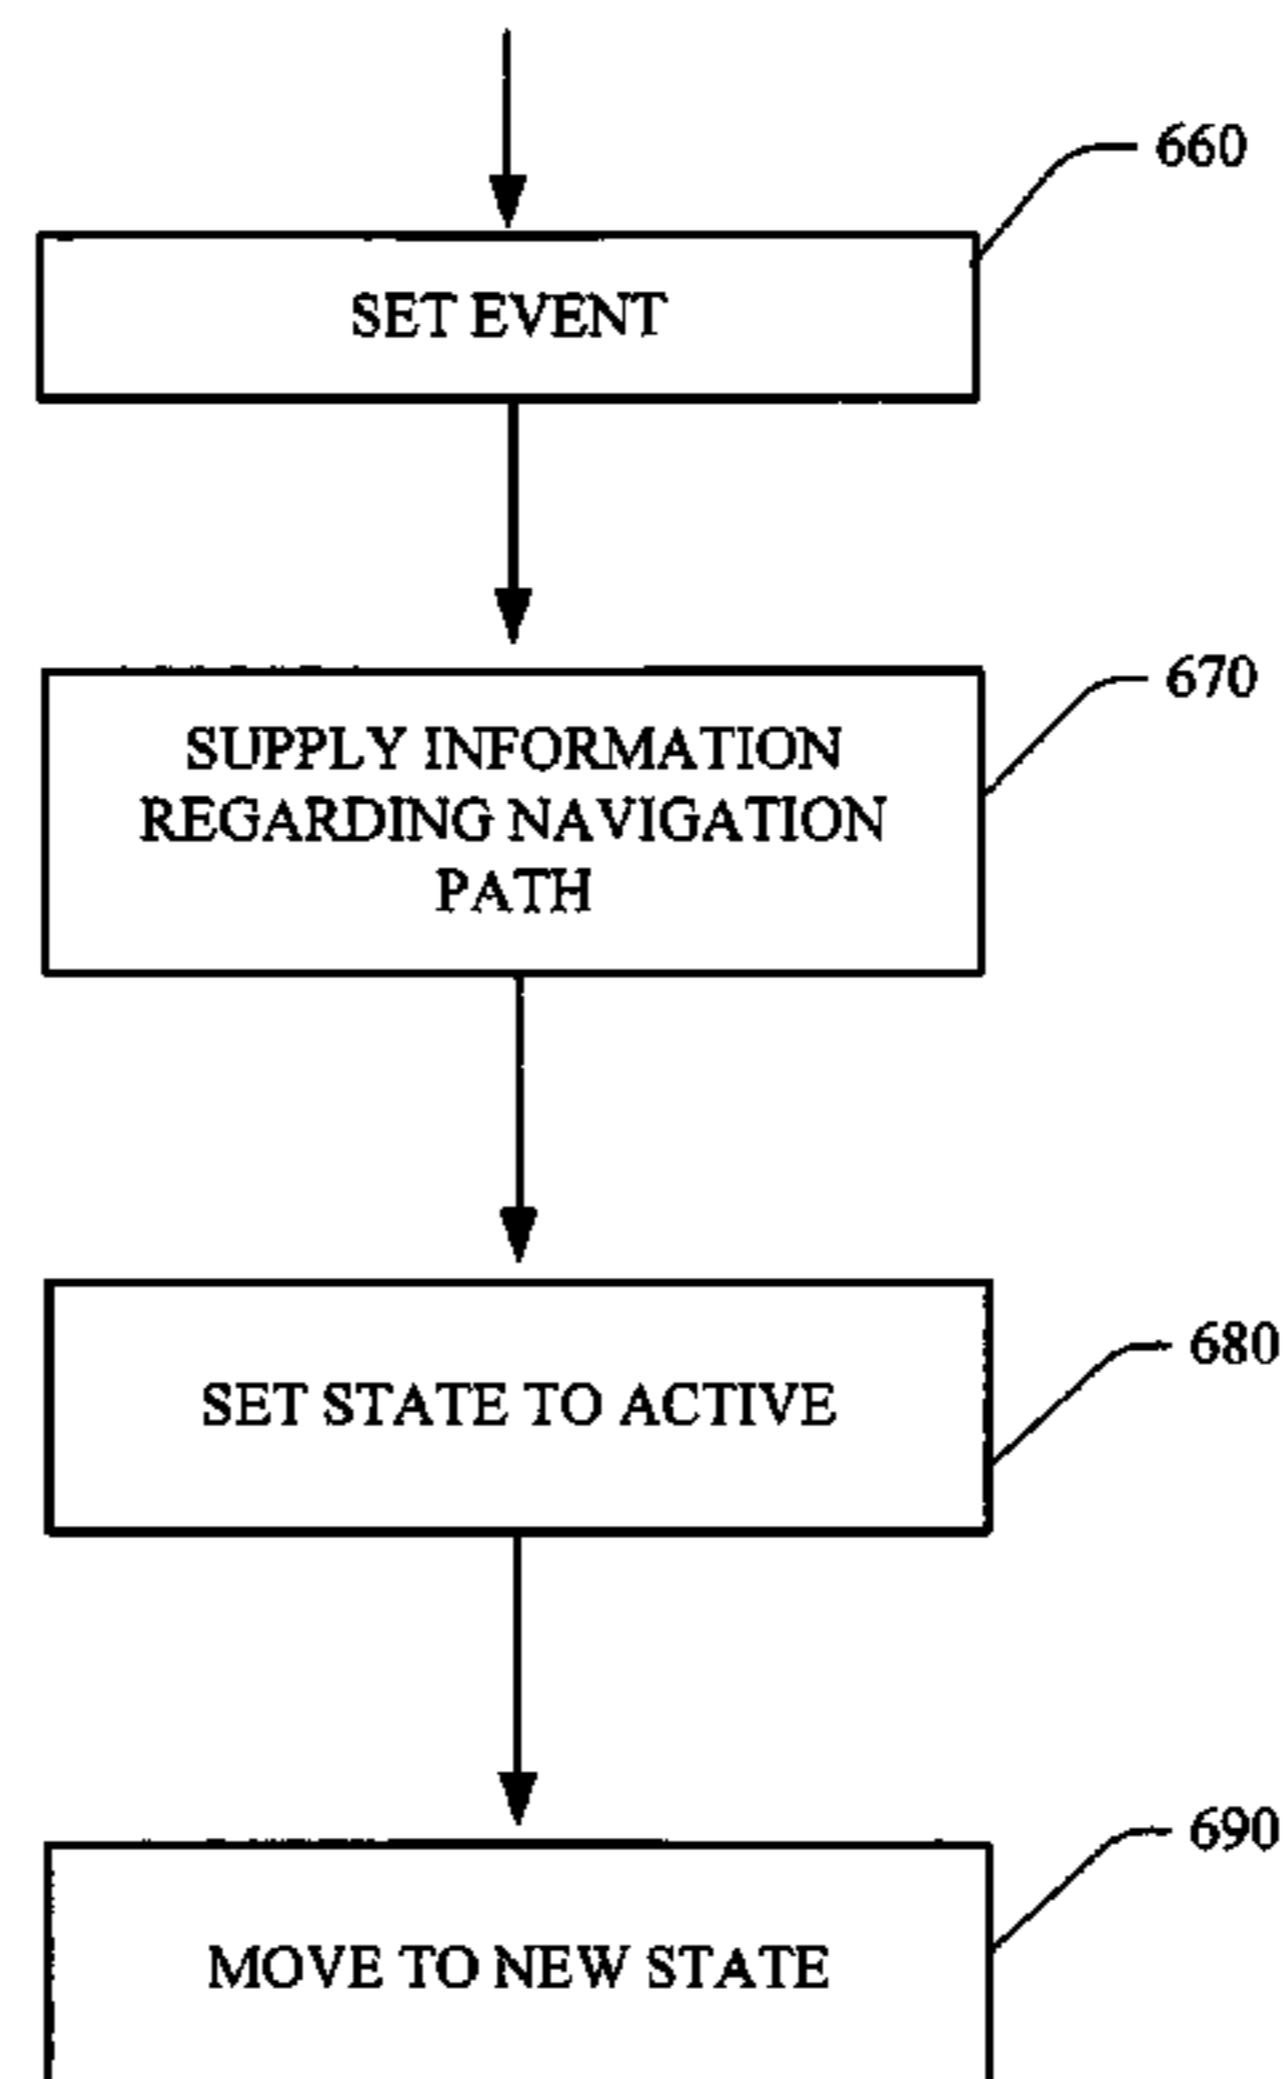 660
SET EVENT
670
SUPPLY INFORMATION
REGARDING NAVIGATION
PATH
680
SET STATE TO ACTIVE
690
MOVE TO NEW STATE